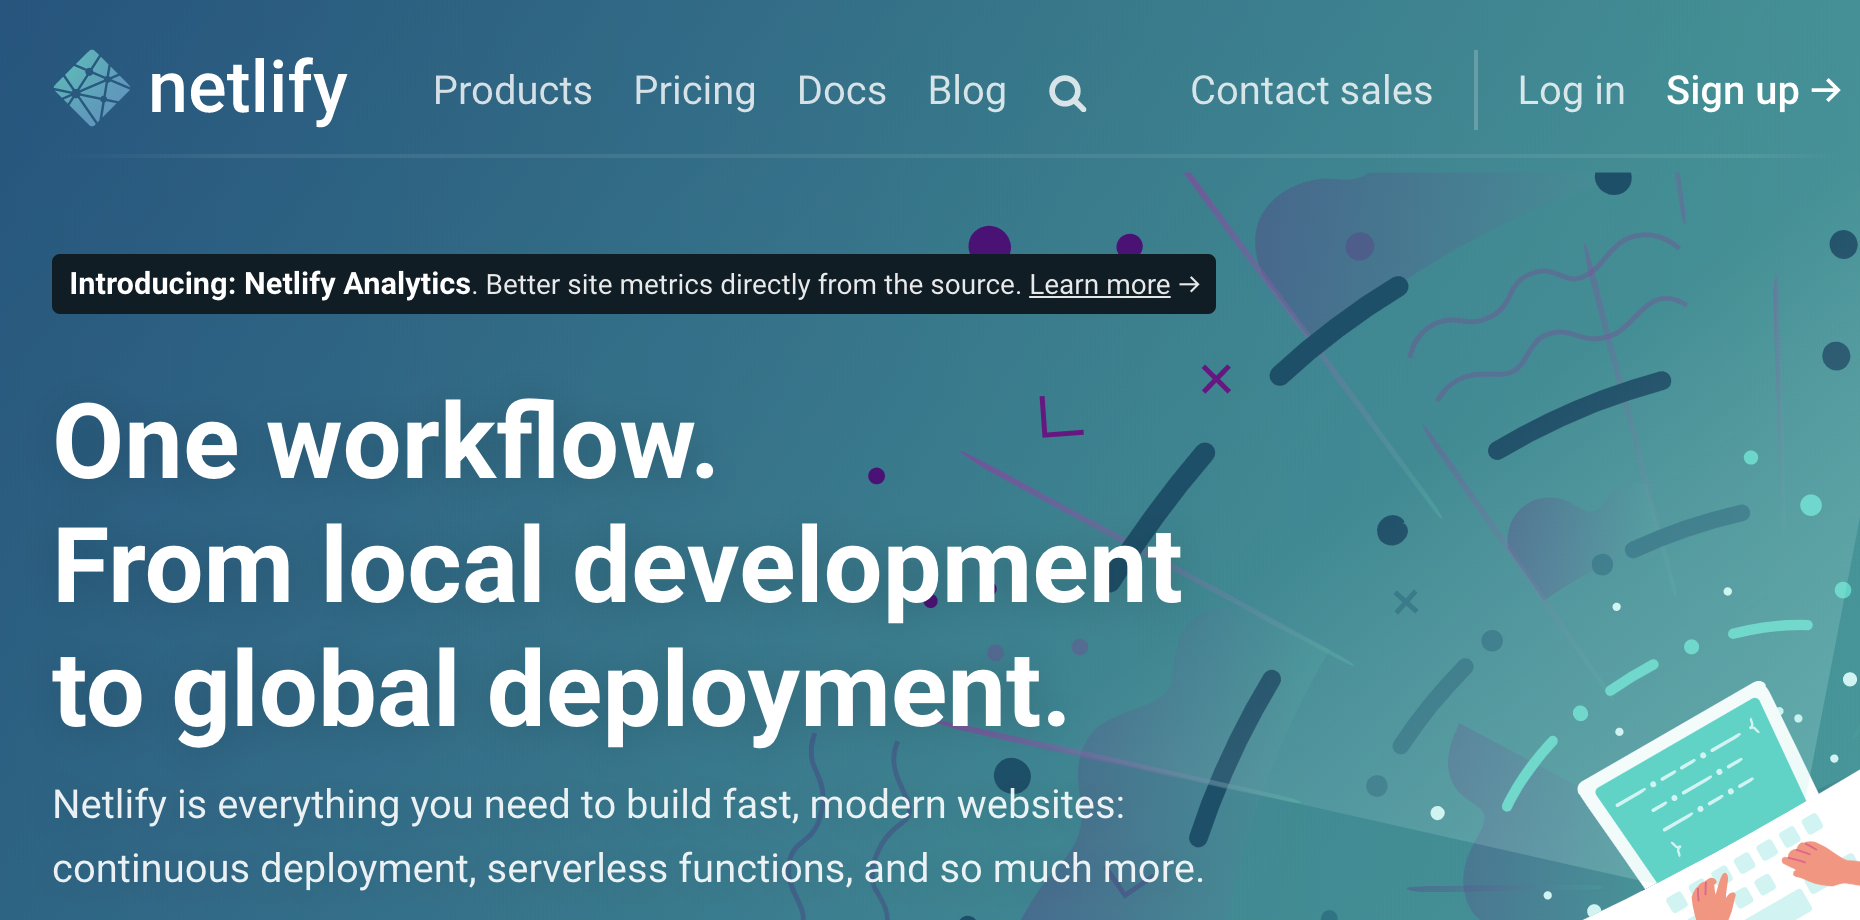 netlify Products Pricing Docs Blog Contact sales Log in Sign up →
Introducing: Netlify Analytics. Better site metrics directly from the source. Learn more →
One workflow.
From local development
to global deployment.
Netlify is everything you need to build fast, modern websites:
continuous deployment, serverless functions, and so much more.